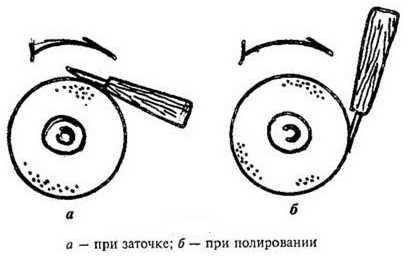 а б
а — при заточке; б — при полировании